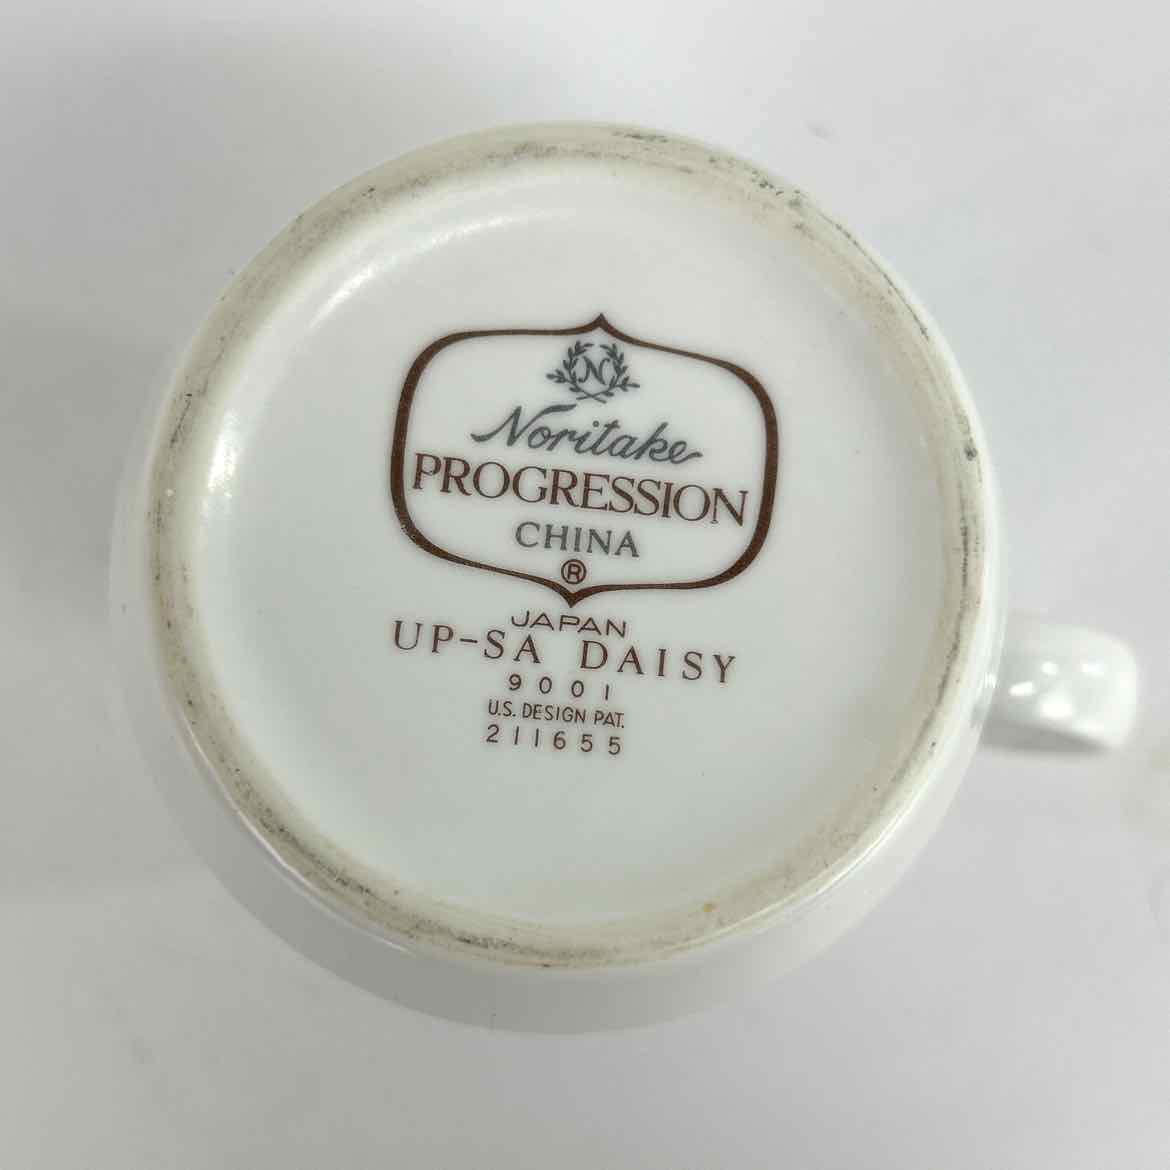 N
Noritake
PROGRESSION
CHINA
®
JAPAN
UP-SA DAISY
9001
U.S. DESIGN PAT.
211655